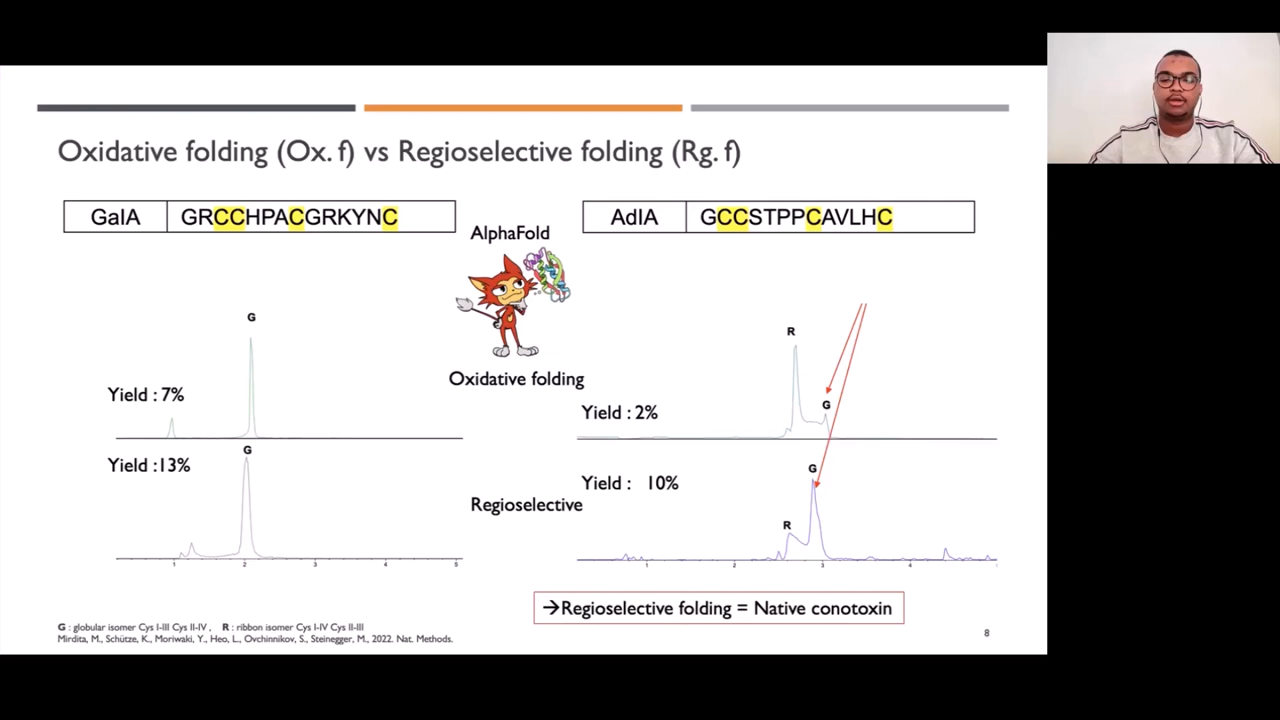 Oxidative folding (Ox. f) vs Regioselective folding (Rg. f)
GaIA GRCCHPACGRKYNC
AdIA GCCSTPPCAVLHC
AlphaFold
G
R
Yield : 7%
Oxidative folding
G
Yield : 2%
G
Yield :13%
G
Yield : 10%
Regioselective
R
1 2 3 4 5
1 2 3 4
→Regioselective folding = Native conotoxin
G : globular isomer Cys I-III Cys II-IV , R : ribbon isomer Cys I-IV Cys II-III
Mirdita, M., Schütze, K., Moriwaki, Y., Heo, L., Ovchinnikov, S., Steinegger, M., 2022. Nat. Methods.
8